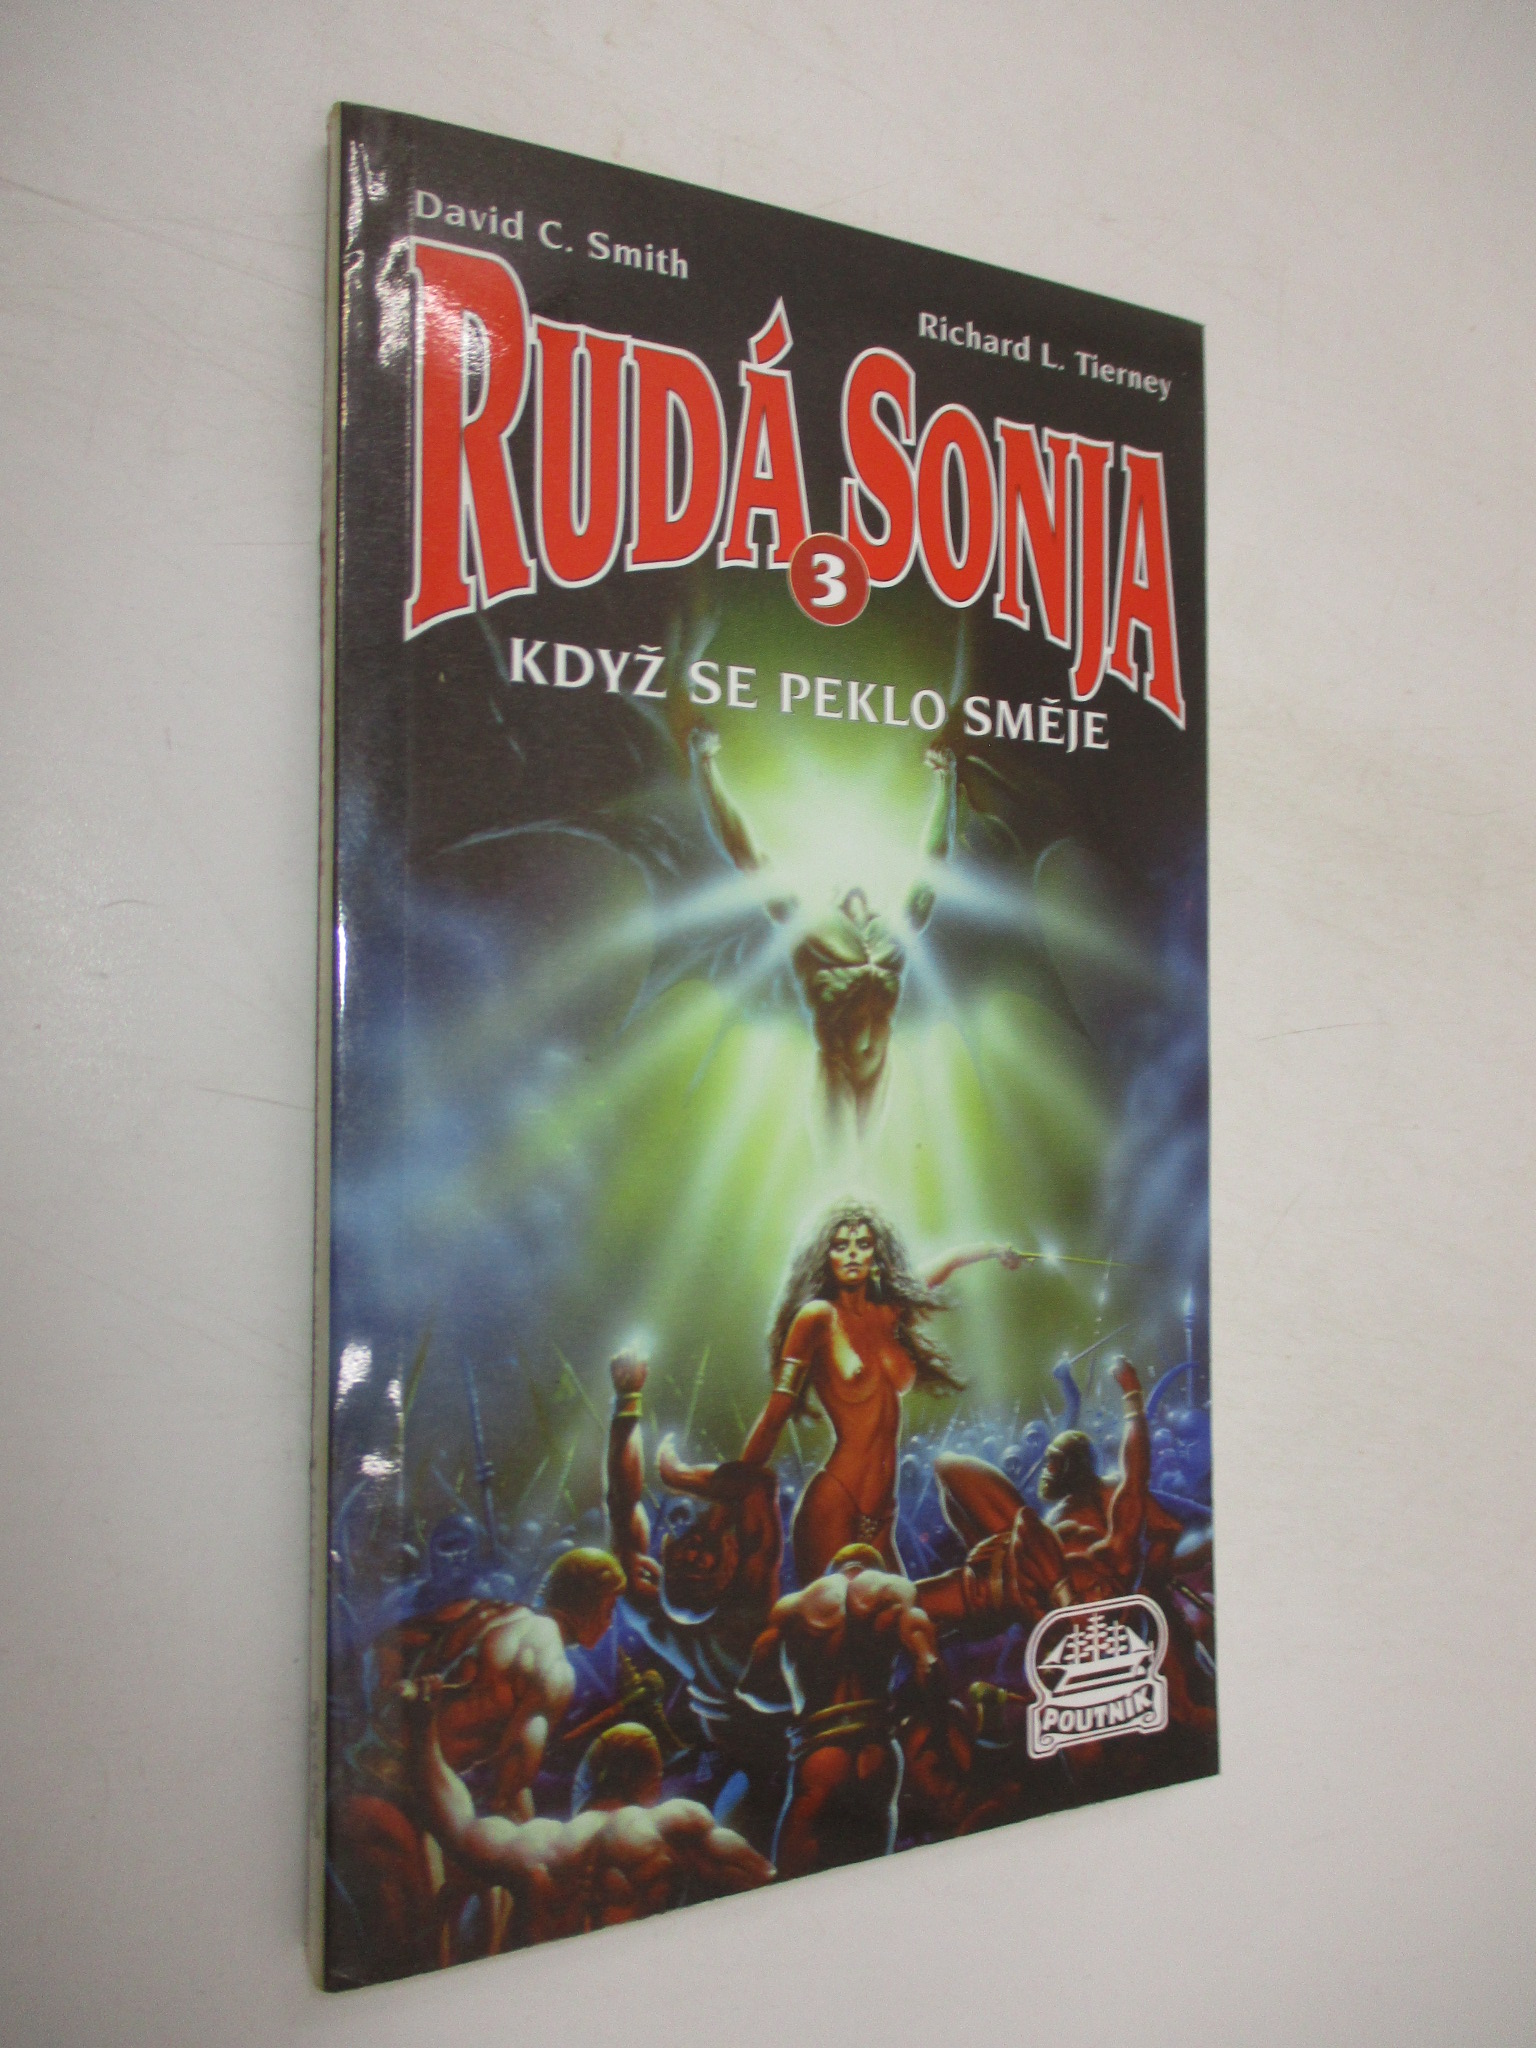 David C. Smith
Richard L. Tierney
RUDÁ SONJA
3
KDYŽ SE PEKLO SMĚJE
POUTNÍK